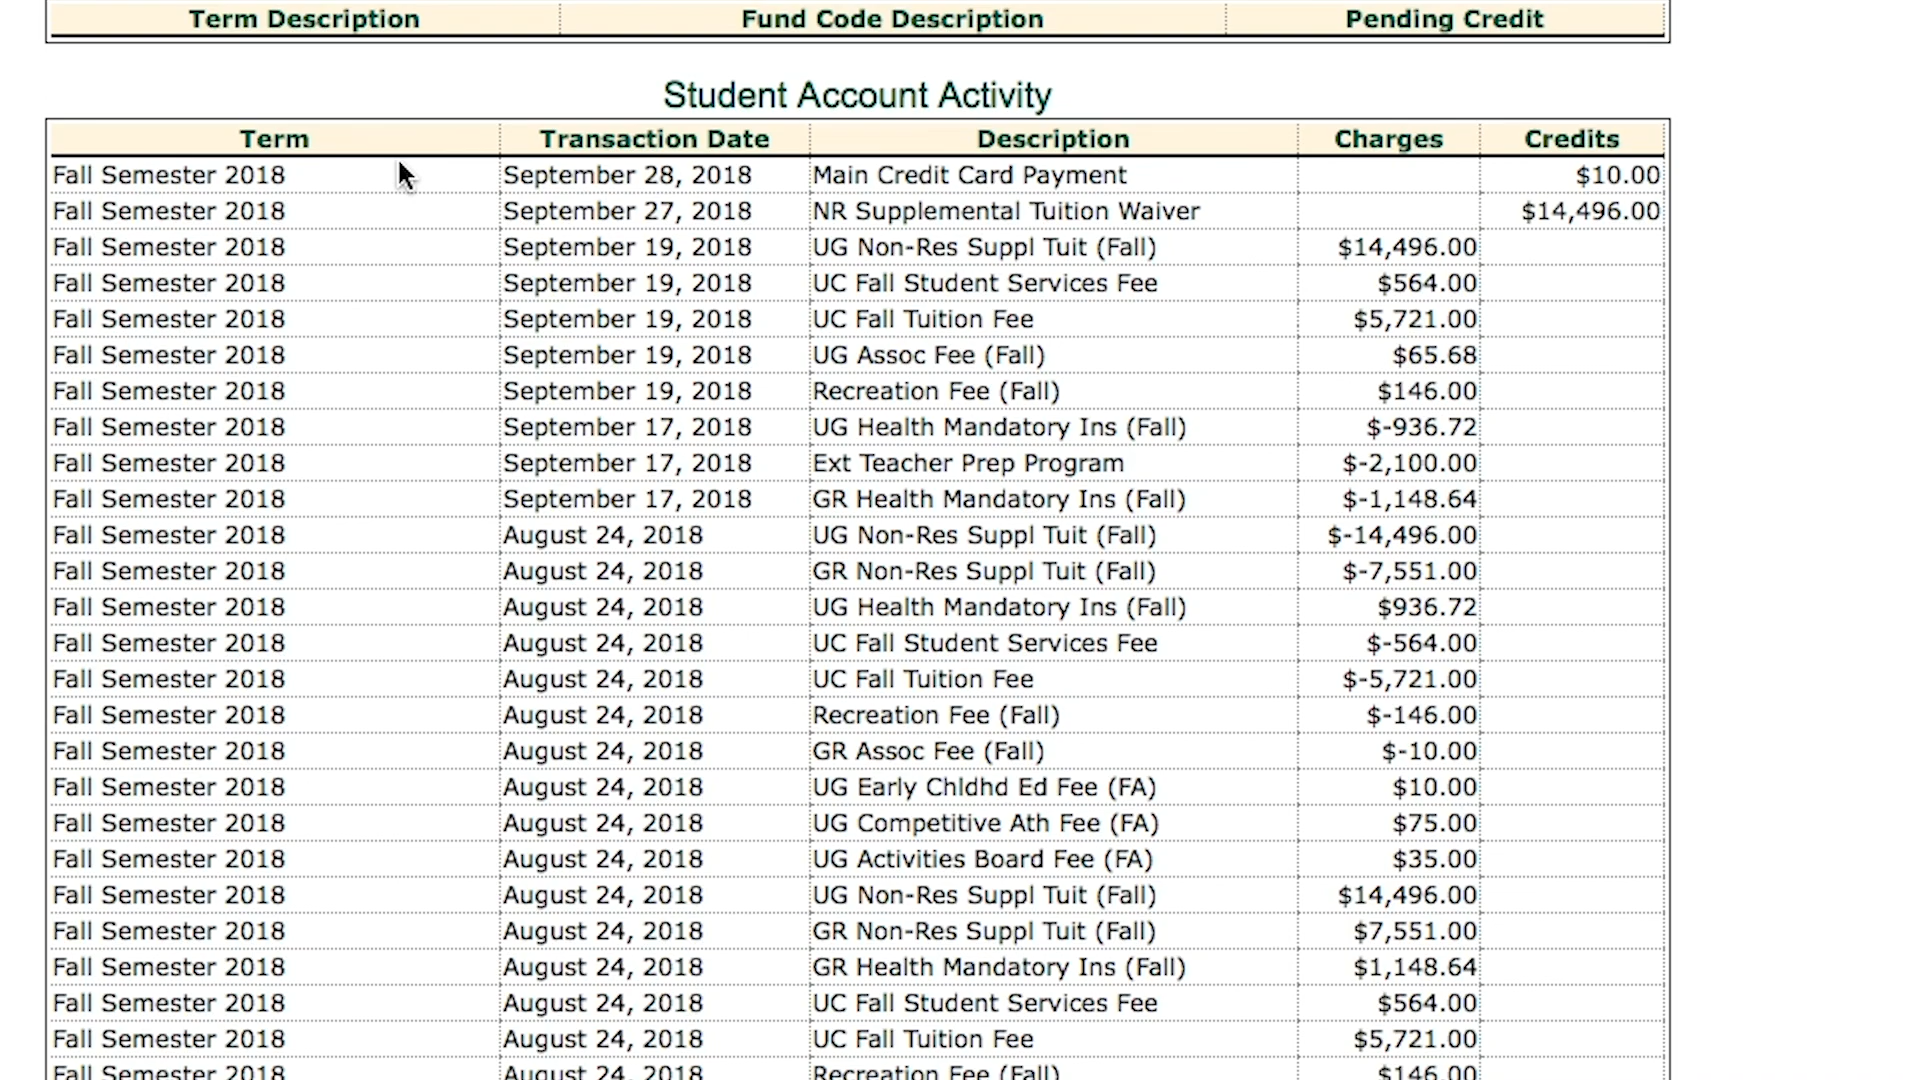 Term Description Fund Code Description Pending Credit
Student Account Activity
Term Transaction Date Description Charges Credits
Fall Semester 2018 September 28, 2018 Main Credit Card Payment $10.00
Fall Semester 2018 September 27, 2018 NR Supplemental Tuition Waiver $14,496.00
Fall Semester 2018 September 19, 2018 UG Non-Res Suppl Tuit (Fall) $14,496.00
Fall Semester 2018 September 19, 2018 UC Fall Student Services Fee $564.00
Fall Semester 2018 September 19, 2018 UC Fall Tuition Fee $5,721.00
Fall Semester 2018 September 19, 2018 UG Assoc Fee (Fall) $65.68
Fall Semester 2018 September 19, 2018 Recreation Fee (Fall) $146.00
Fall Semester 2018 September 17, 2018 UG Health Mandatory Ins (Fall) $-936.72
Fall Semester 2018 September 17, 2018 Ext Teacher Prep Program $-2,100.00
Fall Semester 2018 September 17, 2018 GR Health Mandatory Ins (Fall) $-1,148.64
Fall Semester 2018 August 24, 2018 UG Non-Res Suppl Tuit (Fall) $-14,496.00
Fall Semester 2018 August 24, 2018 GR Non-Res Suppl Tuit (Fall) $-7,551.00
Fall Semester 2018 August 24, 2018 UG Health Mandatory Ins (Fall) $936.72
Fall Semester 2018 August 24, 2018 UC Fall Student Services Fee $-564.00
Fall Semester 2018 August 24, 2018 UC Fall Tuition Fee $-5,721.00
Fall Semester 2018 August 24, 2018 Recreation Fee (Fall) $-146.00
Fall Semester 2018 August 24, 2018 GR Assoc Fee (Fall) $-10.00
Fall Semester 2018 August 24, 2018 UG Early Chldhd Ed Fee (FA) $10.00
Fall Semester 2018 August 24, 2018 UG Competitive Ath Fee (FA) $75.00
Fall Semester 2018 August 24, 2018 UG Activities Board Fee (FA) $35.00
Fall Semester 2018 August 24, 2018 UG Non-Res Suppl Tuit (Fall) $14,496.00
Fall Semester 2018 August 24, 2018 GR Non-Res Suppl Tuit (Fall) $7,551.00
Fall Semester 2018 August 24, 2018 GR Health Mandatory Ins (Fall) $1,148.64
Fall Semester 2018 August 24, 2018 UC Fall Student Services Fee $564.00
Fall Semester 2018 August 24, 2018 UC Fall Tuition Fee $5,721.00
Fall Semester 2018 August 24, 2018 Recreation Fee (Fall) $146.00